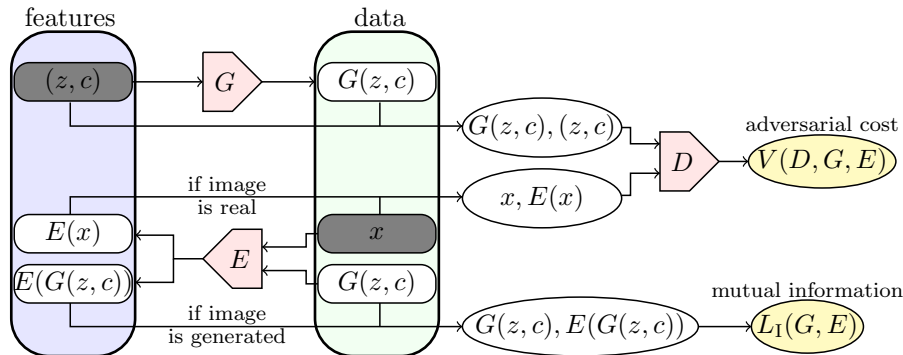 features
data
(z, c)
G
G(z, c)
G(z, c), (z, c)
adversarial cost
D
V(D, G, E)
if image
is real
x, E(x)
E(x)
E
x
E(G(z, c))
G(z, c)
if image
is generated
G(z, c), E(G(z, c))
mutual information
L_I(G, E)